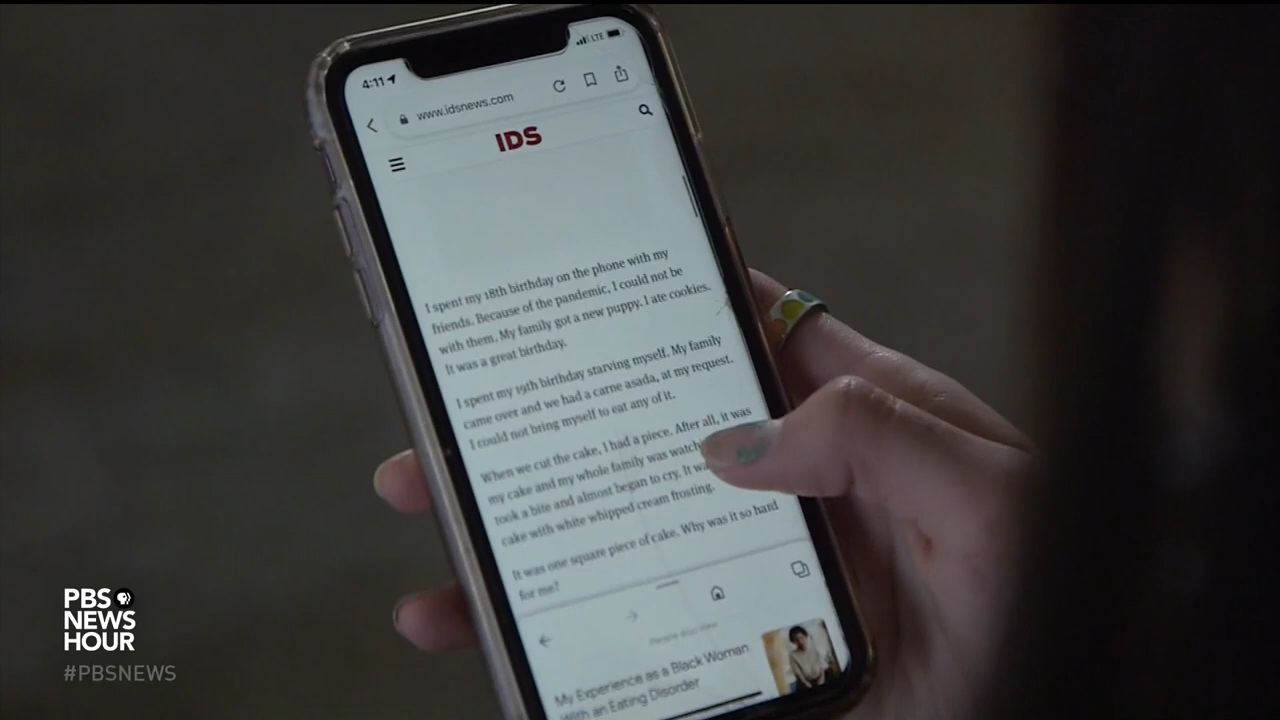 4:11
LTE
www.idsnews.com
IDS
I spent my 18th birthday on the phone with my
friends. Because of the pandemic, I could not be
with them. My family got a new puppy. I ate cookies.
It was a great birthday.
I spent my 19th birthday starving myself. My family
came over and we had a carne asada, at my request.
I could not bring myself to eat any of it.
When we cut the cake, I had a piece. After all, it was
my cake and my whole family was watch
took a bite and almost began to cry. It wa
cake with white whipped cream frosting.
It was one square piece of cake. Why was it so hard
for me?
People also view
My Experience as a Black Woman
With an Eating Disorder
PBS
NEWS
HOUR
#PBSNEWS